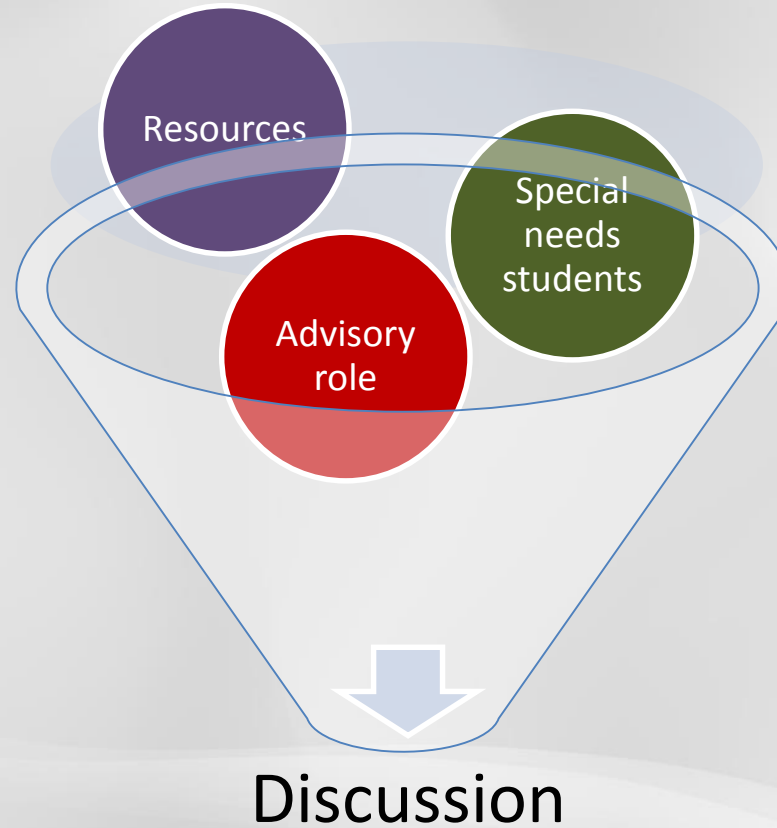 Resources
Special
needs
students
Advisory
role
Discussion